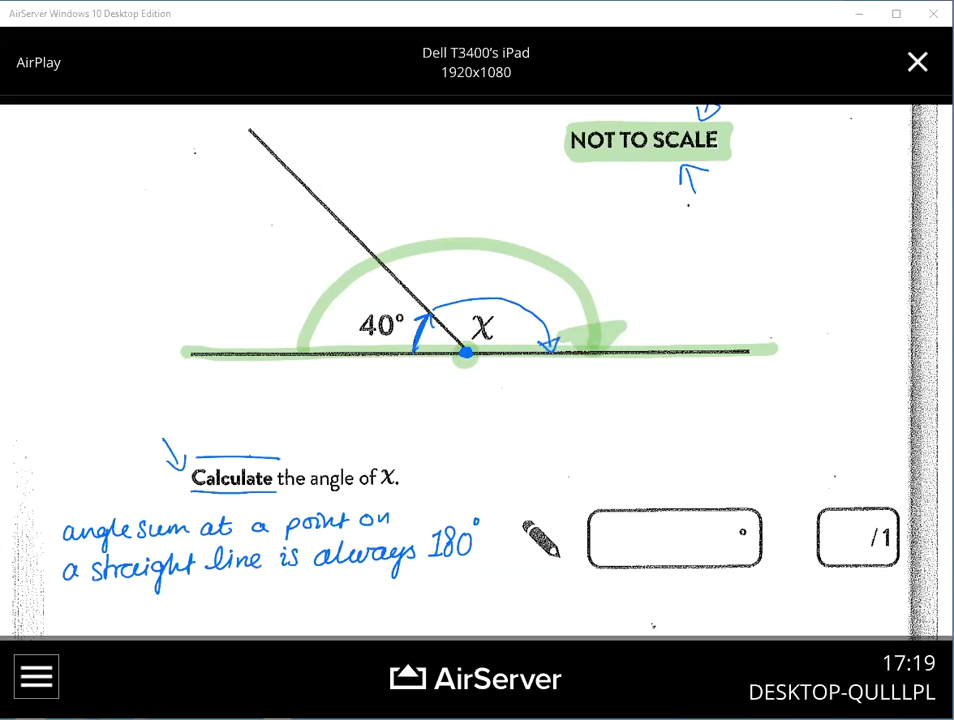 AirServer Windows 10 Desktop Edition
AirPlay
Dell T3400's iPad
1920x1080
NOT TO SCALE
40° x
Calculate the angle of x.
angle sum at a point on
a straight line is always 180°
°
/1
AirServer
17:19
DESKTOP-QULLLPL